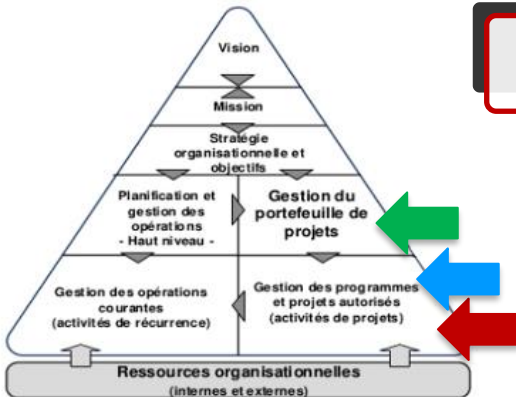 Vision
Mission
Stratégie
organisationnelle et
objectifs
Planification et
gestion des
opérations
- Haut niveau -
Gestion du
portefeuille de
projets
Gestion des opérations
courantes
(activités de récurrence)
Gestion des programmes
et projets autorisés
(activités de projets)
Ressources organisationnelles
(internes et externes)